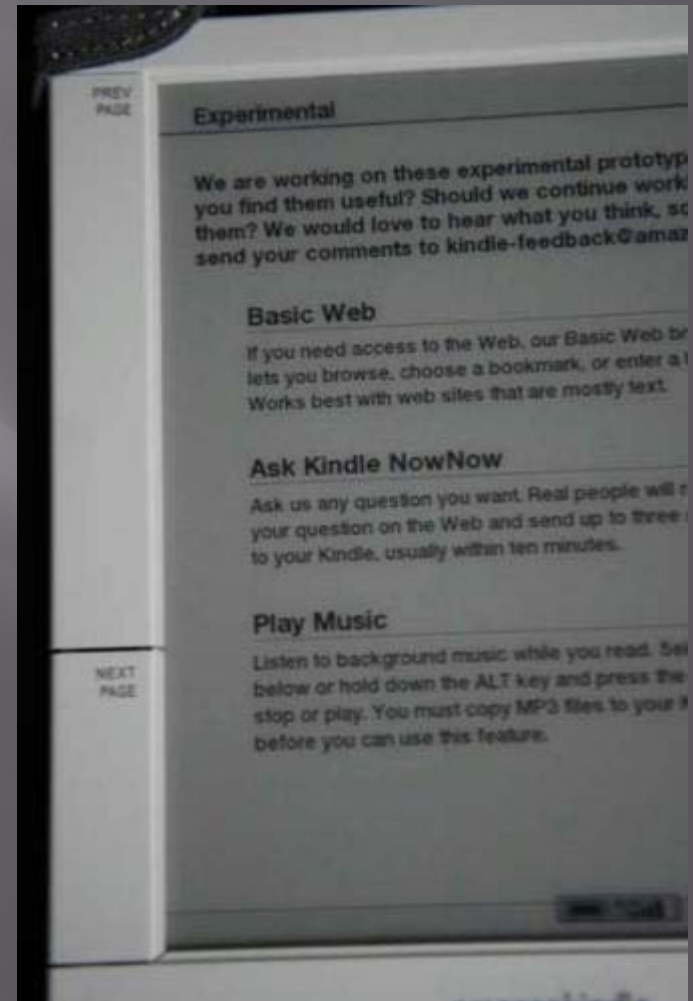 PREV
PAGE
Experimental
We are working on these experimental prototyp
you find them useful? Should we continue work
them? We would love to hear what you think, so
send your comments to kindle-feedback@amaz
Basic Web
If you need access to the Web, our Basic Web br
lets you browse, choose a bookmark, or enter a
Works best with web sites that are mostly text.
Ask Kindle NowNow
Ask us any question you want. Real people will r
your question on the Web and send up to three
to your Kindle, usually within ten minutes.
Play Music
Listen to background music while you read. Sel
below or hold down the ALT key and press the
stop or play. You must copy MP3 files to your
before you can use this feature.
NEXT
PAGE